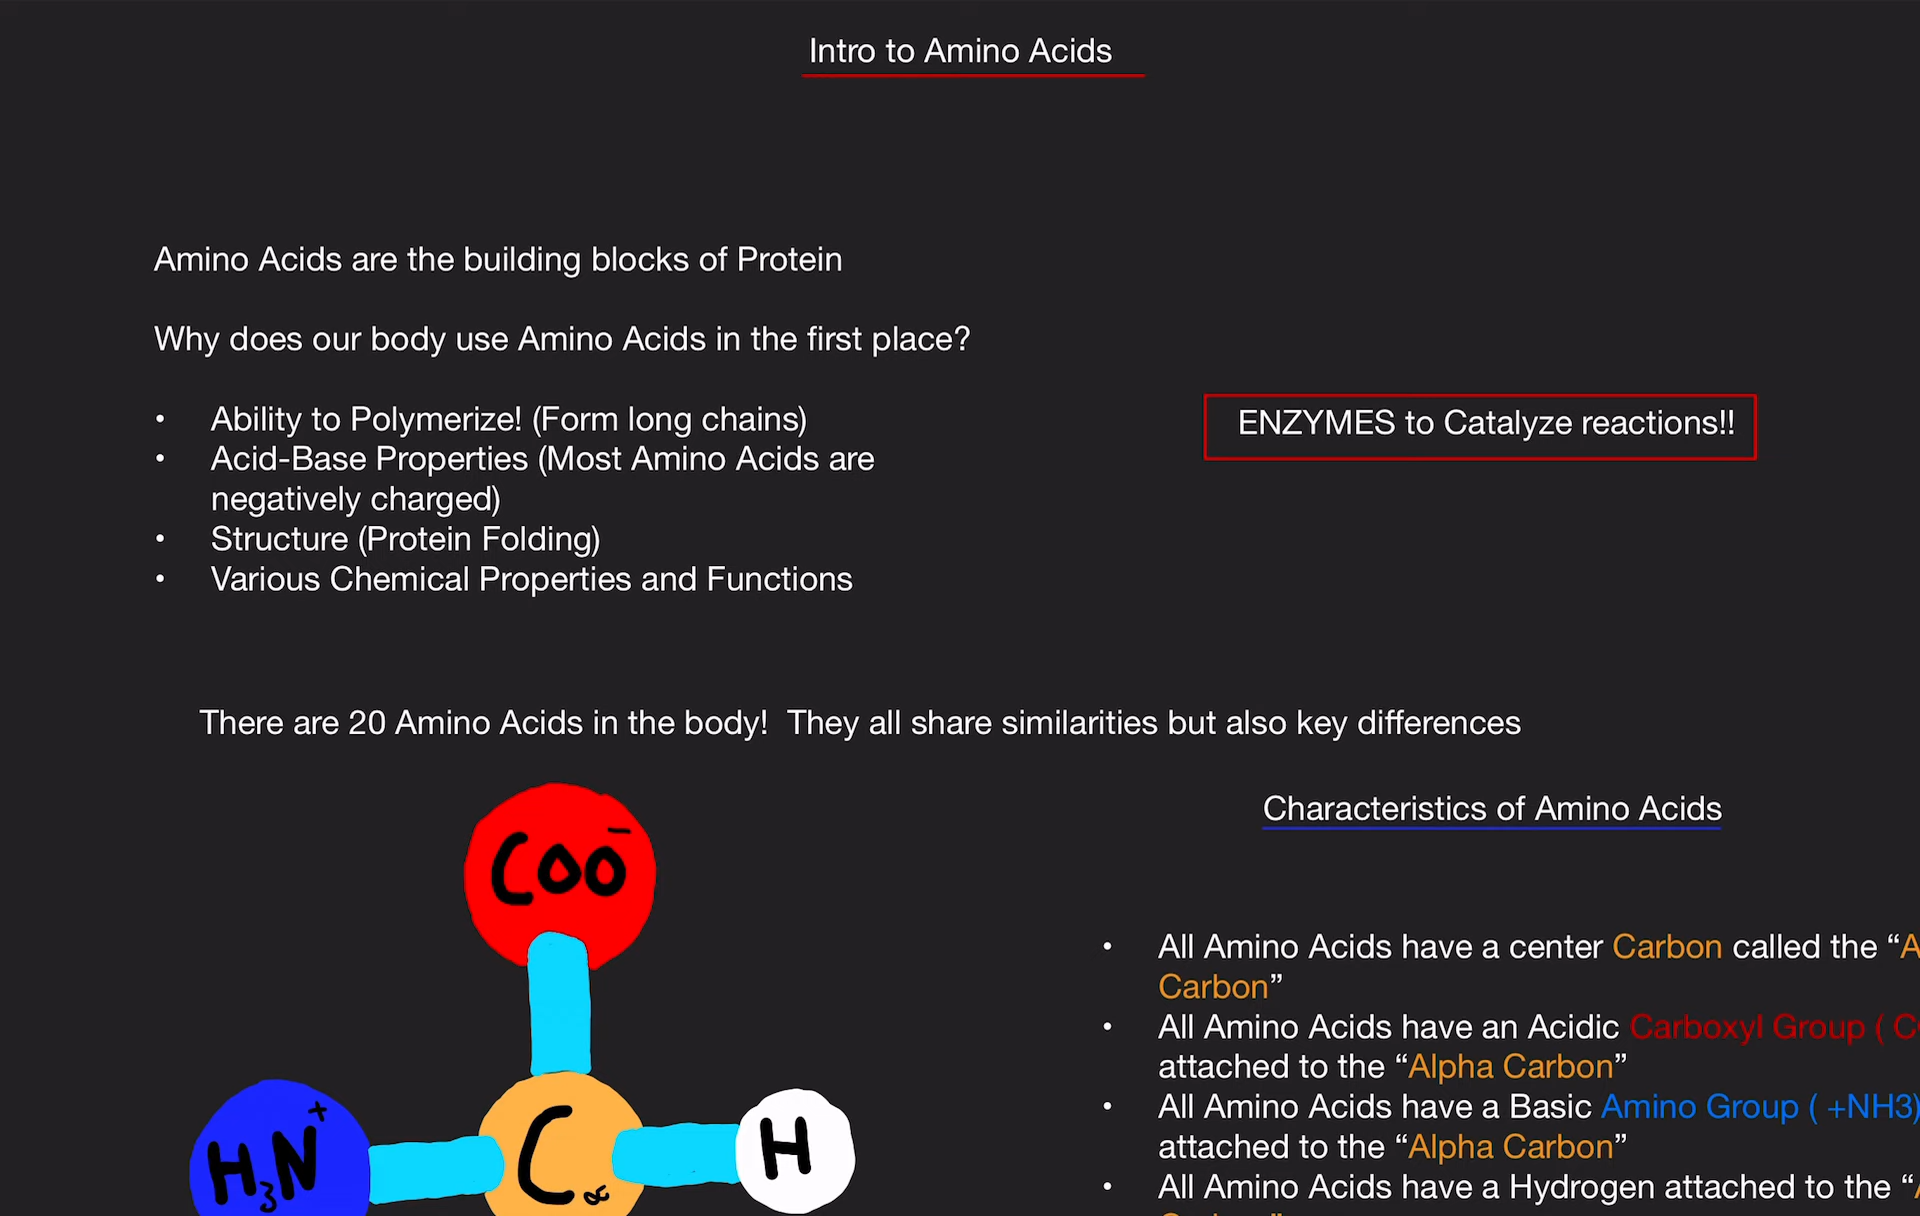 Intro to Amino Acids
Amino Acids are the building blocks of Protein
Why does our body use Amino Acids in the first place?
• Ability to Polymerize! (Form long chains)
• Acid-Base Properties (Most Amino Acids are
negatively charged)
• Structure (Protein Folding)
• Various Chemical Properties and Functions
ENZYMES to Catalyze reactions!!
There are 20 Amino Acids in the body!  They all share similarities but also key differences
COO⁻
H₃N⁺
Cα
H
Characteristics of Amino Acids
• All Amino Acids have a center Carbon called the “A
Carbon”
• All Amino Acids have an Acidic Carboxyl Group ( C
attached to the “Alpha Carbon”
• All Amino Acids have a Basic Amino Group ( +NH3)
attached to the “Alpha Carbon”
• All Amino Acids have a Hydrogen attached to the “